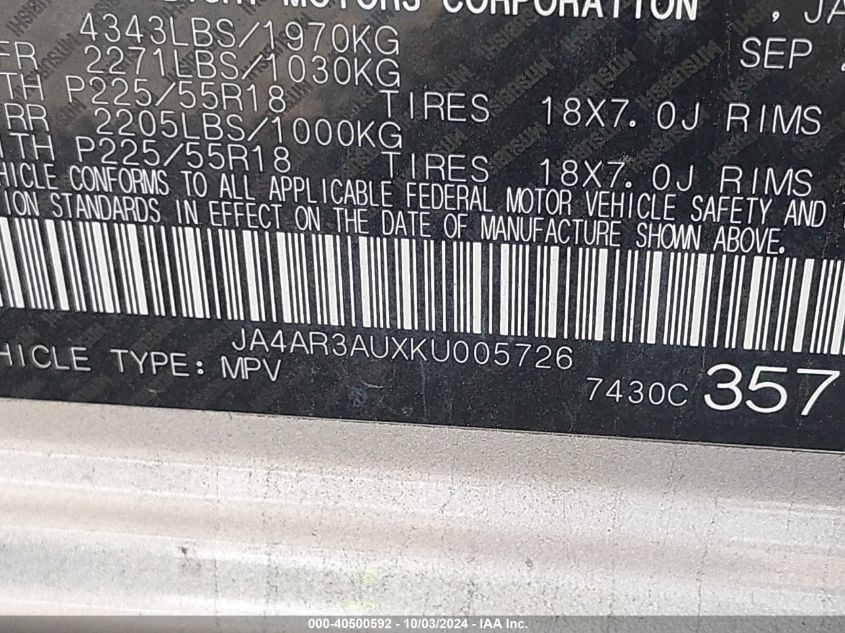 MOTORS CORPORATION , JA
4343LBS/1970KG
FR 2271LBS/1030KG SEP
TH P225/55R18 TIRES 18X7.0J RIMS
RR 2205LBS/1000KG
ITH P225/55R18 TIRES 18X7.0J RIMS
HICLE CONFORMS TO ALL APPLICABLE FEDERAL MOTOR VEHICLE SAFETY AND
ION STANDARDS IN EFFECT ON THE DATE OF MANUFACTURE SHOWN ABOVE.
JA4AR3AUXKU005726
HICLE TYPE: MPV
7430C 357
000-40500592 - 10/03/2024 - IAA Inc.